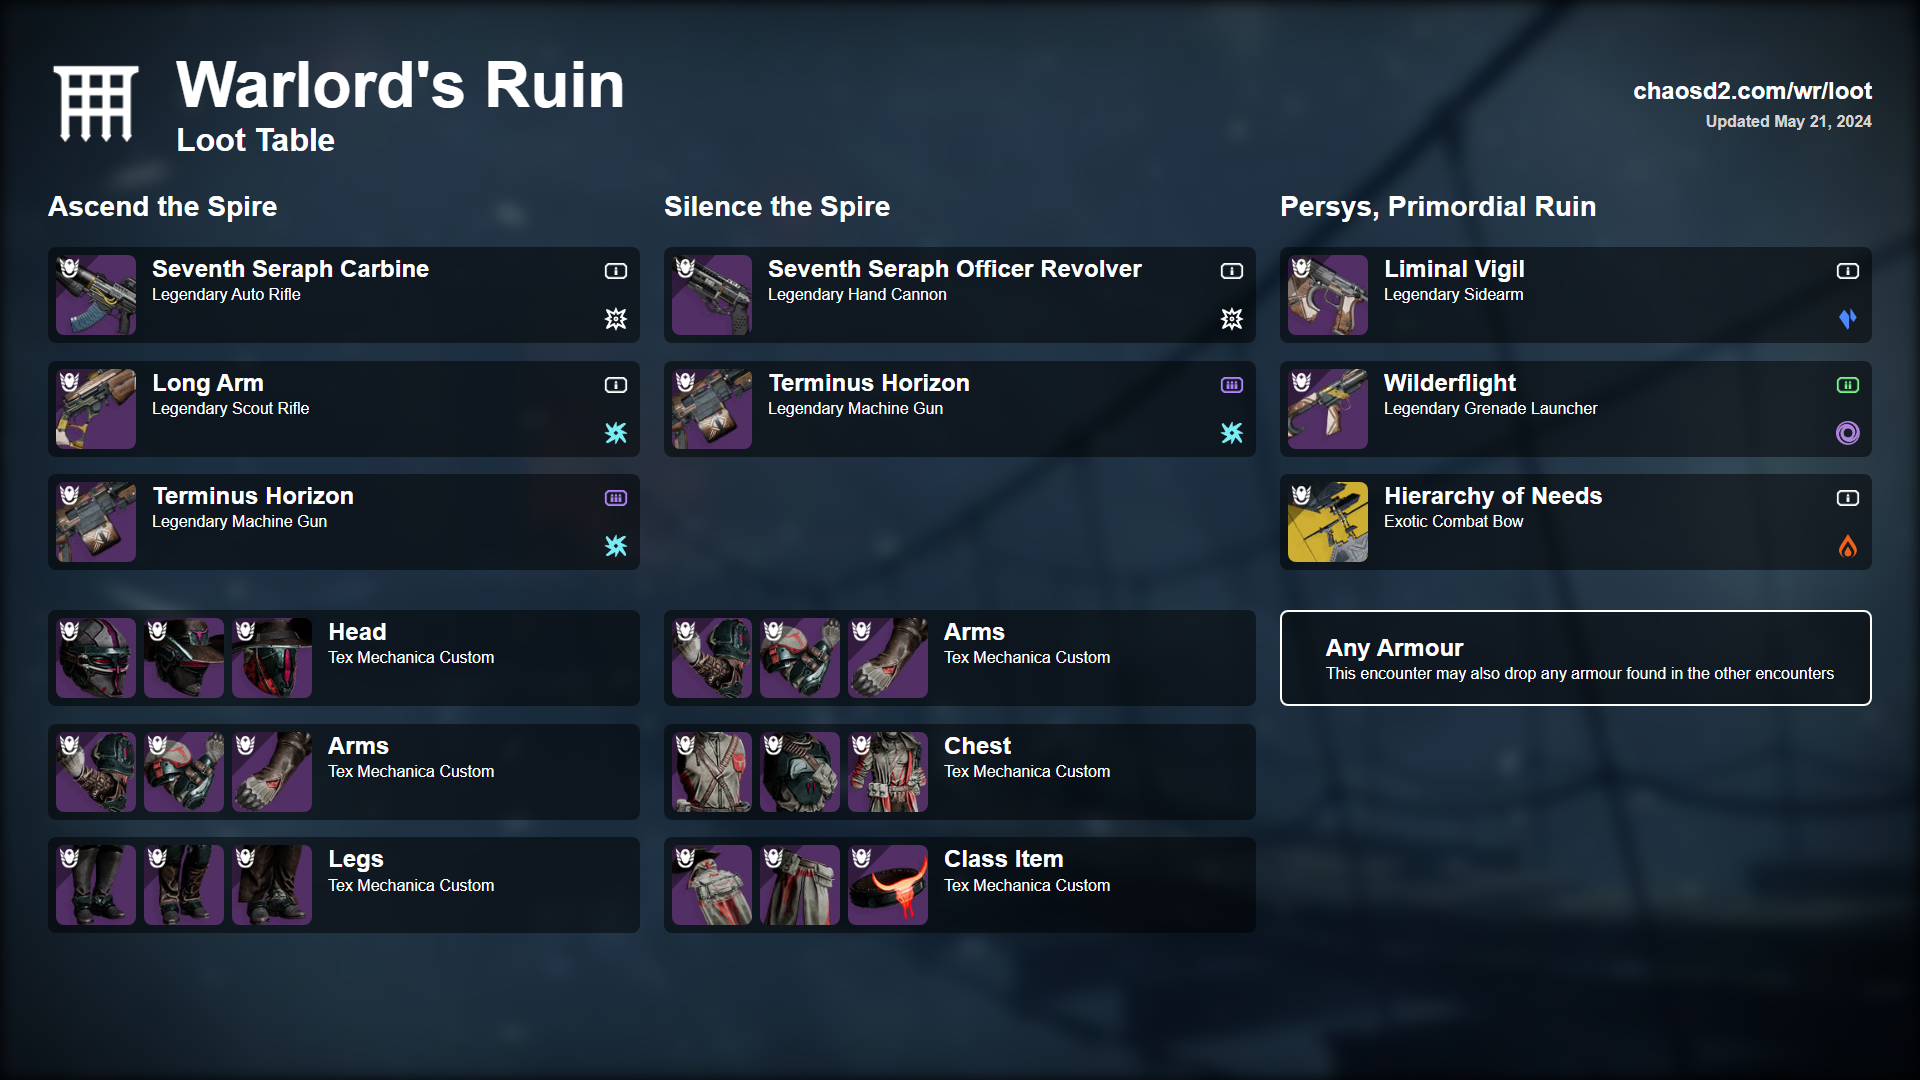 Warlord's Ruin
Loot Table
chaosd2.com/wr/loot
Updated May 21, 2024
Ascend the Spire
Seventh Seraph Carbine
Legendary Auto Rifle
Long Arm
Legendary Scout Rifle
Terminus Horizon
Legendary Machine Gun
Head
Tex Mechanica Custom
Arms
Tex Mechanica Custom
Legs
Tex Mechanica Custom
Silence the Spire
Seventh Seraph Officer Revolver
Legendary Hand Cannon
Terminus Horizon
Legendary Machine Gun
Arms
Tex Mechanica Custom
Chest
Tex Mechanica Custom
Class Item
Tex Mechanica Custom
Persys, Primordial Ruin
Liminal Vigil
Legendary Sidearm
Wilderflight
Legendary Grenade Launcher
Hierarchy of Needs
Exotic Combat Bow
Any Armour
This encounter may also drop any armour found in the other encounters